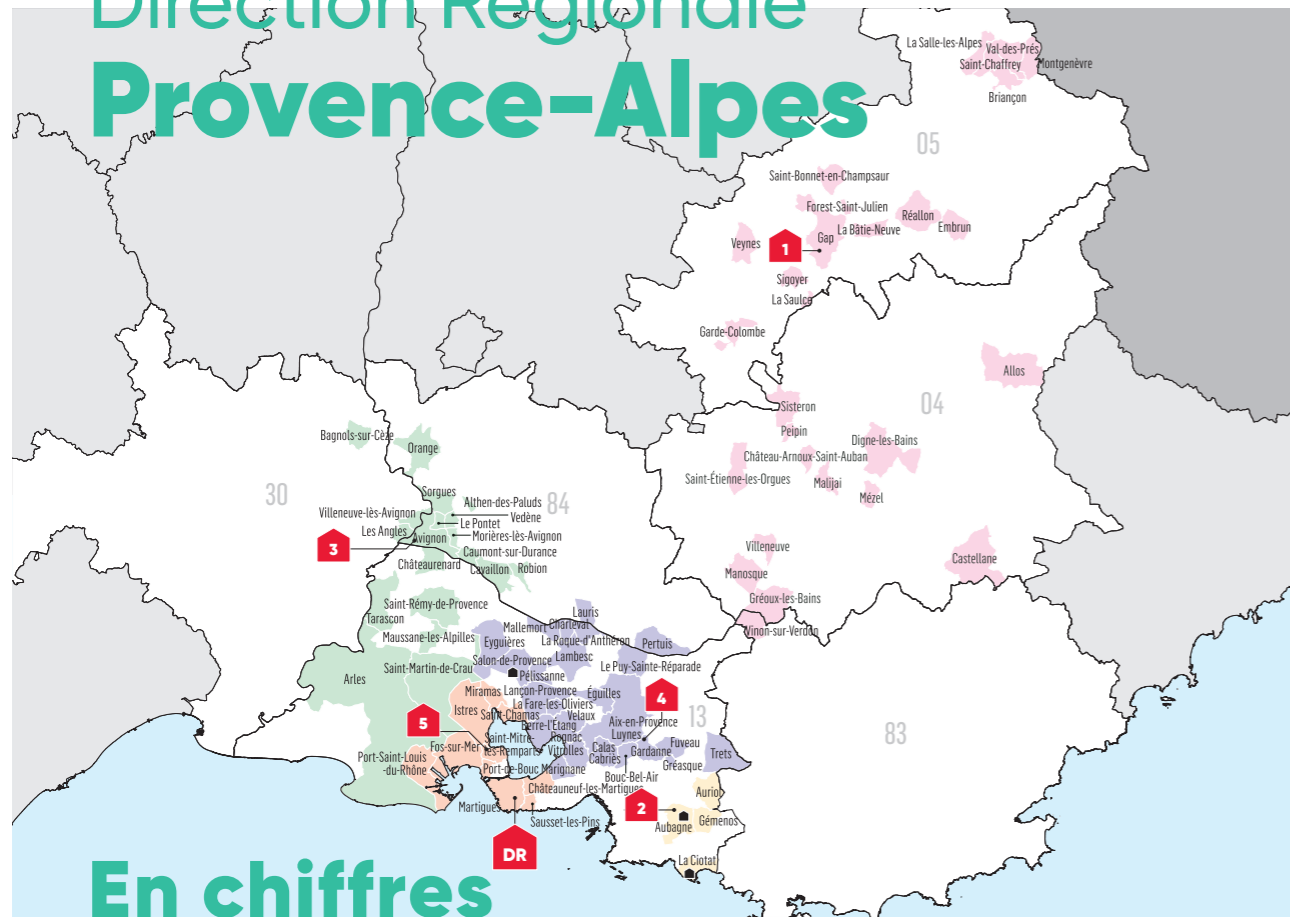 Direction Régionale
Provence-Alpes
La Salle-les-Alpes
Val-des-Prés
Saint-Chaffrey
Montgenèvre
Briançon
05
Saint-Bonnet-en-Champsaur
Forest-Saint-Julien
Réallon
La Bâtie-Neuve
Embrun
Veynes
1
Gap
Sigoyer
La Saulce
Garde-Colombe
Allos
04
Sisteron
Peipin
Digne-les-Bains
Château-Arnoux-Saint-Auban
Saint-Étienne-les-Orgues
Malijai
Mézel
Villeneuve
Castellane
Manosque
Gréoux-les-Bains
Vinon-sur-Verdon
Bagnols-sur-Cèze
Orange
30
84
Sorgues
Althen-des-Paluds
Villeneuve-lès-Avignon
Vedène
Le Pontet
Les Angles
Avignon
Morières-lès-Avignon
3
Caumont-sur-Durance
Châteaurenard
Cavaillon
Robion
Saint-Rémy-de-Provence
Tarascon
Maussane-les-Alpilles
Lauris
Mallemort
Charleval
Eyguières
La Roque-d'Anthéron
Pertuis
Lambesc
Salon-de-Provence
Le Puy-Sainte-Réparade
Saint-Martin-de-Crau
Arles
Pélissanne
Miramas
Lançon-Provence
Éguilles
4
La Fare-les-Oliviers
Istres
Saint-Chamas
Velaux
13
5
Berre-l'Étang
Aix-en-Provence
Luynes
Saint-Mitre-
les-Remparts
Rognac
Fos-sur-Mer
Vitrolles
Calas
Cabriès
Gardanne
Fuveau
Trets
Gréasque
Port-Saint-Louis
-du-Rhône
Port-de-Bouc
Marignane
Bouc-Bel-Air
Châteauneuf-les-Martigues
Auriol
Martigues
2
Sausset-les-Pins
Aubagne
Gémenos
DR
La Ciotat
83
En chiffres